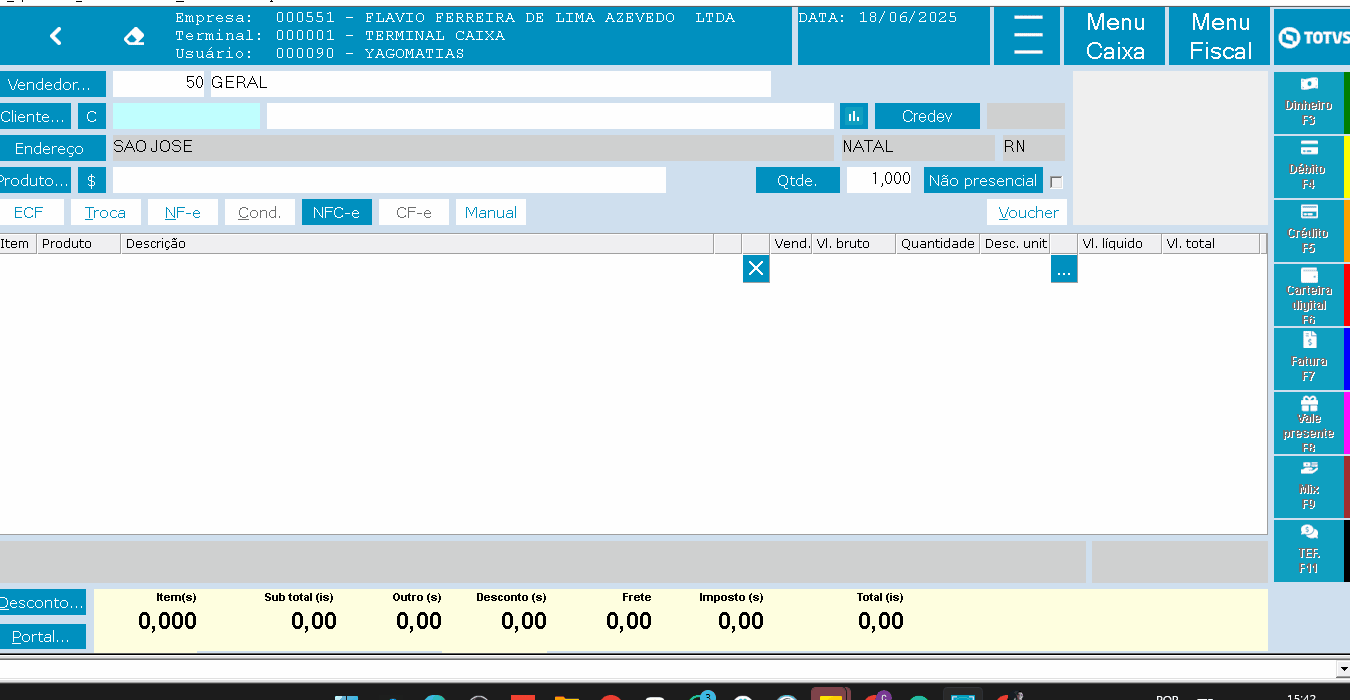 Empresa: 000551 - FLAVIO FERREIRA DE LIMA AZEVEDO LTDA
Terminal: 000001 - TERMINAL CAIXA
Usuário: 000090 - YAGOMATIAS
DATA: 18/06/2025
Menu Caixa
Menu Fiscal
TOTVS
Vendedor... 50 GERAL
Cliente... C Credev
Endereço SAO JOSE NATAL RN
Produto... $ Qtde. 1,000 Não presencial
ECF Troca NF-e Cond. NFC-e CF-e Manual Voucher
Item Produto Descrição Vend. Vl. bruto Quantidade Desc. unit Vl. líquido Vl. total
...
Dinheiro
F3
Débito
F4
Crédito
F5
Carteira
digital
F6
Fatura
F7
Vale
presente
F8
Mix
F9
TEF.
F11
Desconto...
Portal...
Item(s) Sub total (is) Outro (s) Desconto (s) Frete Imposto (s) Total (is)
0,000 0,00 0,00 0,00 0,00 0,00 0,00
3
6
POR
15:42